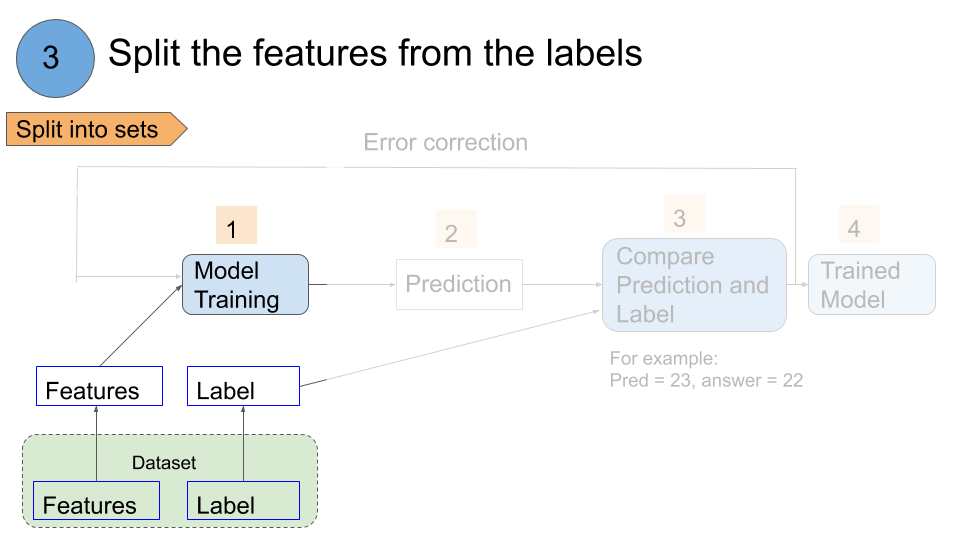 3
Split the features from the labels
Split into sets
Error correction
1
2
3
4
Model
Training
Prediction
Compare
Prediction and
Label
Trained
Model
For example:
Pred = 23, answer = 22
Features
Label
Dataset
Features
Label